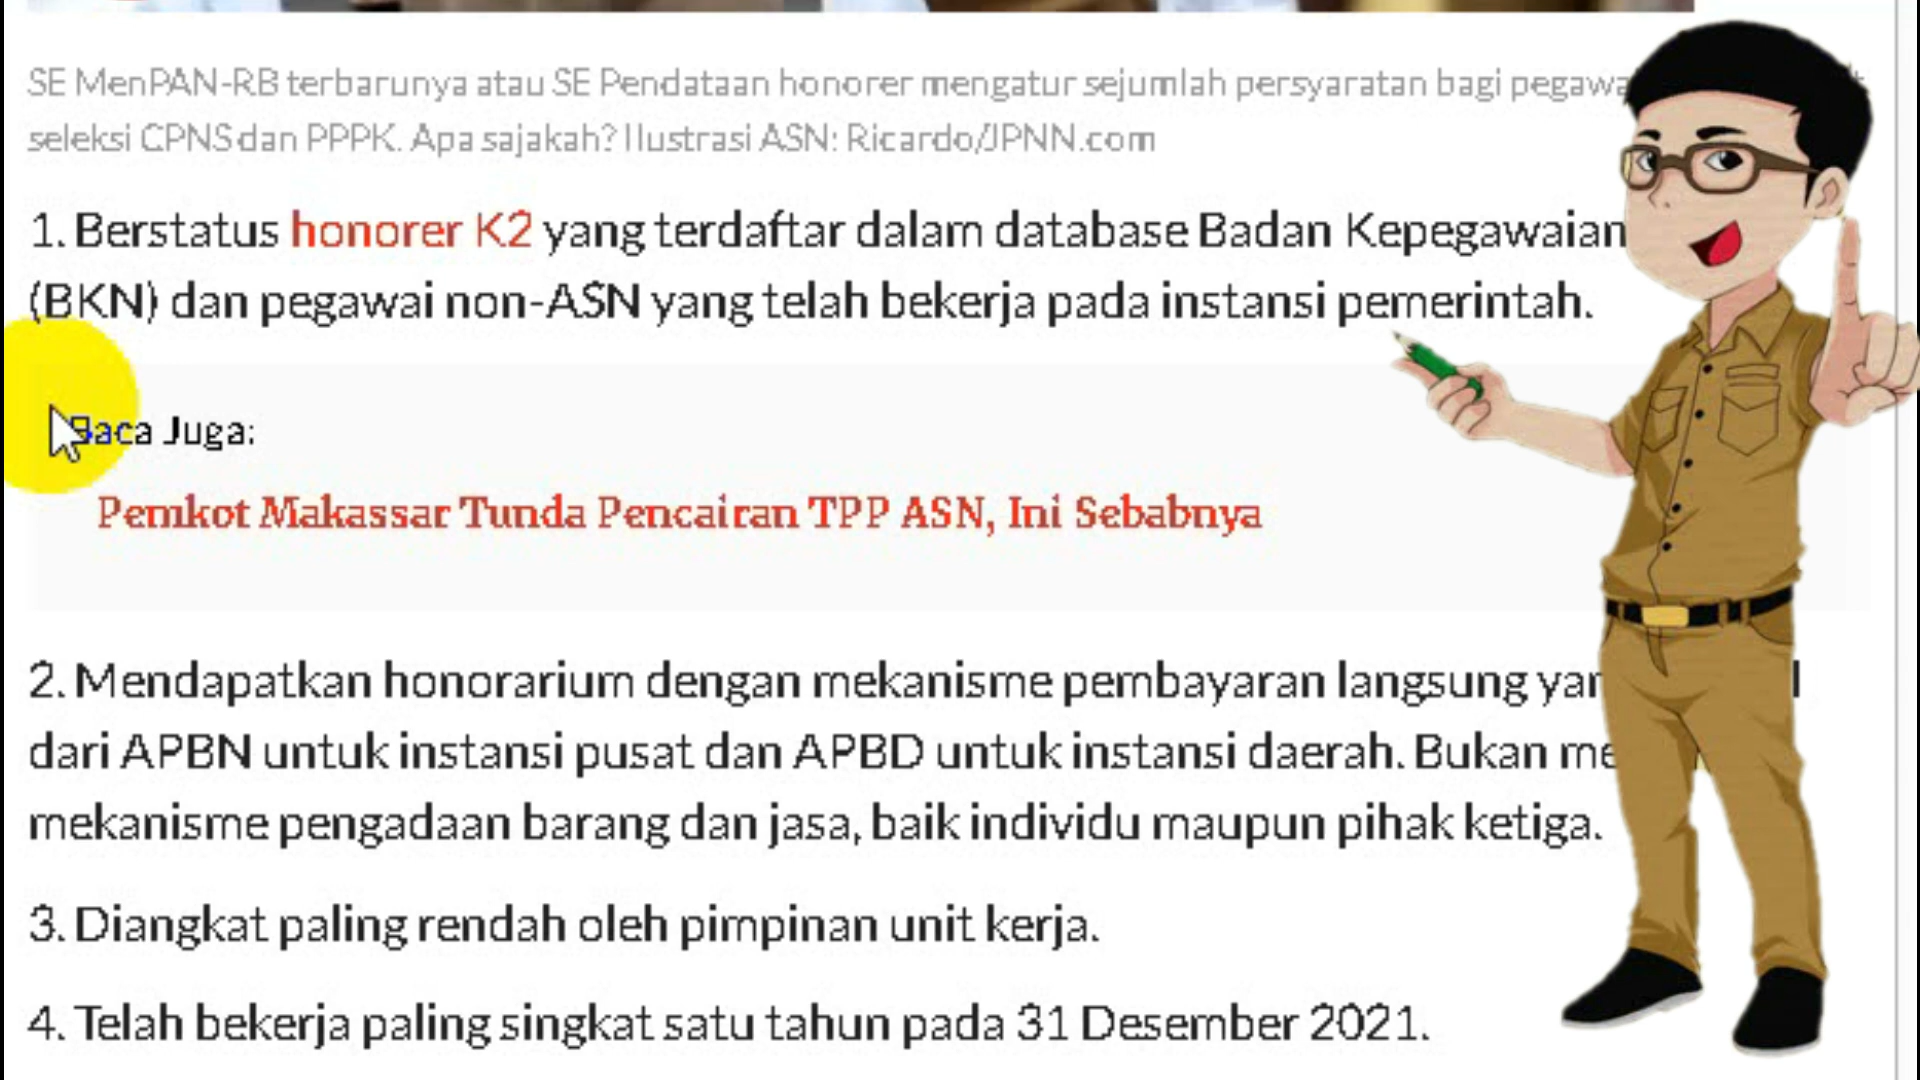 SE MenPAN-RB terbarunya atau SE Pendataan honorer mengatur sejumlah persyaratan bagi
seleksi CPNS dan PPPK. Apa sajakah? Ilustrasi ASN: Ricardo/JPNN.com
1. Berstatus honorer K2 yang terdaftar dalam database Badan Kepegawaian
(BKN) dan pegawai non-ASN yang telah bekerja pada instansi pemerintah.
Baca Juga:
Pemkot Makassar Tunda Pencairan TPP ASN, Ini Sebabnya
2. Mendapatkan honorarium dengan mekanisme pembayaran langsung
dari APBN untuk instansi pusat dan APBD untuk instansi daerah. Bukan
mekanisme pengadaan barang dan jasa, baik individu maupun pihak ketiga.
3. Diangkat paling rendah oleh pimpinan unit kerja.
4. Telah bekerja paling singkat satu tahun pada 31 Desember 2021.